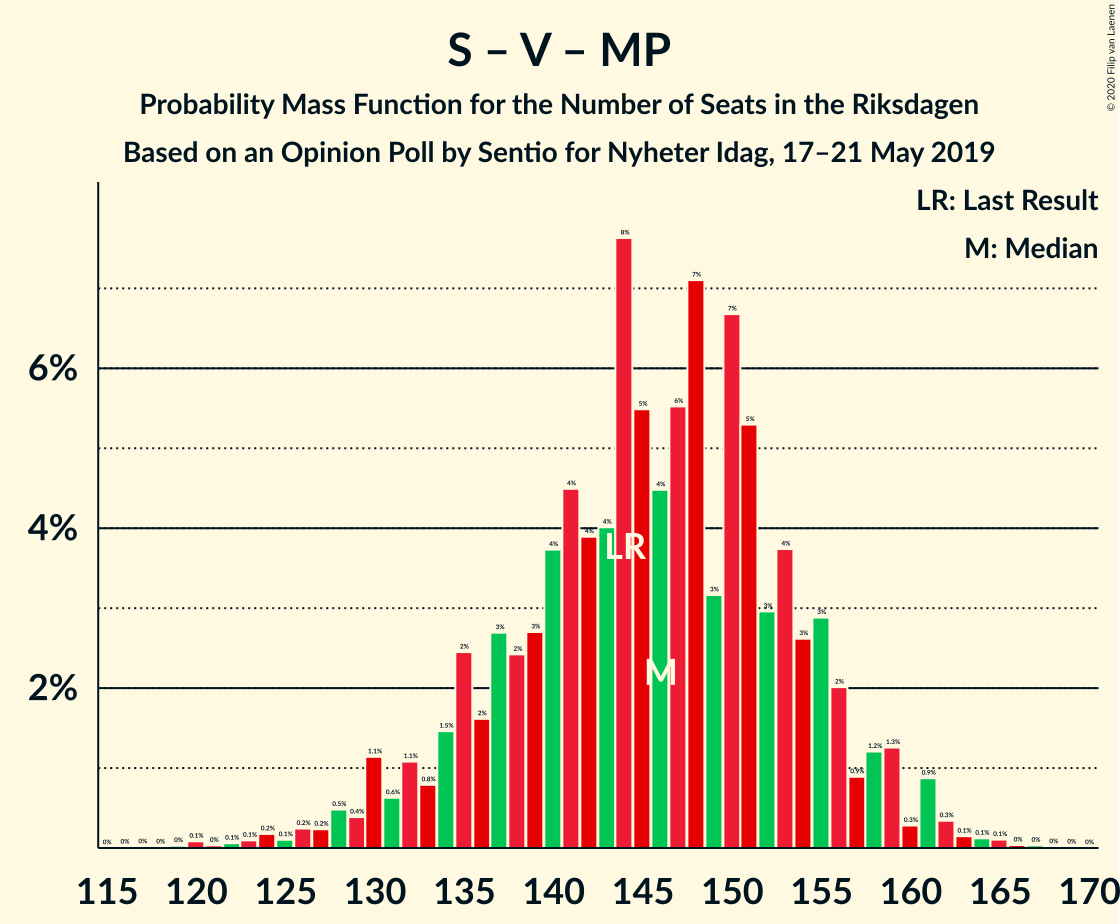 S – V – MP
Probability Mass Function for the Number of Seats in the Riksdagen
Based on an Opinion Poll by Sentio for Nyheter Idag, 17–21 May 2019
© 2020 Filip van Laenen
LR: Last Result
M: Median
6%
4%
2%
0% 0% 0% 0% 0% 0.1% 0% 0.1% 0.1% 0.2% 0.1% 0.2% 0.2% 0.5% 0.4% 1.1% 0.6% 1.1% 0.8% 1.5% 2% 2% 3% 2% 3% 4% 4% 4% 4% 8% 5% 4% 6% 7% 3% 7% 5% 3% 4% 3% 3% 2% 0.9% 1.2% 1.3% 0.3% 0.9% 0.3% 0.1% 0.1% 0.1% 0% 0% 0% 0% 0%
LR
M
115 120 125 130 135 140 145 150 155 160 165 170